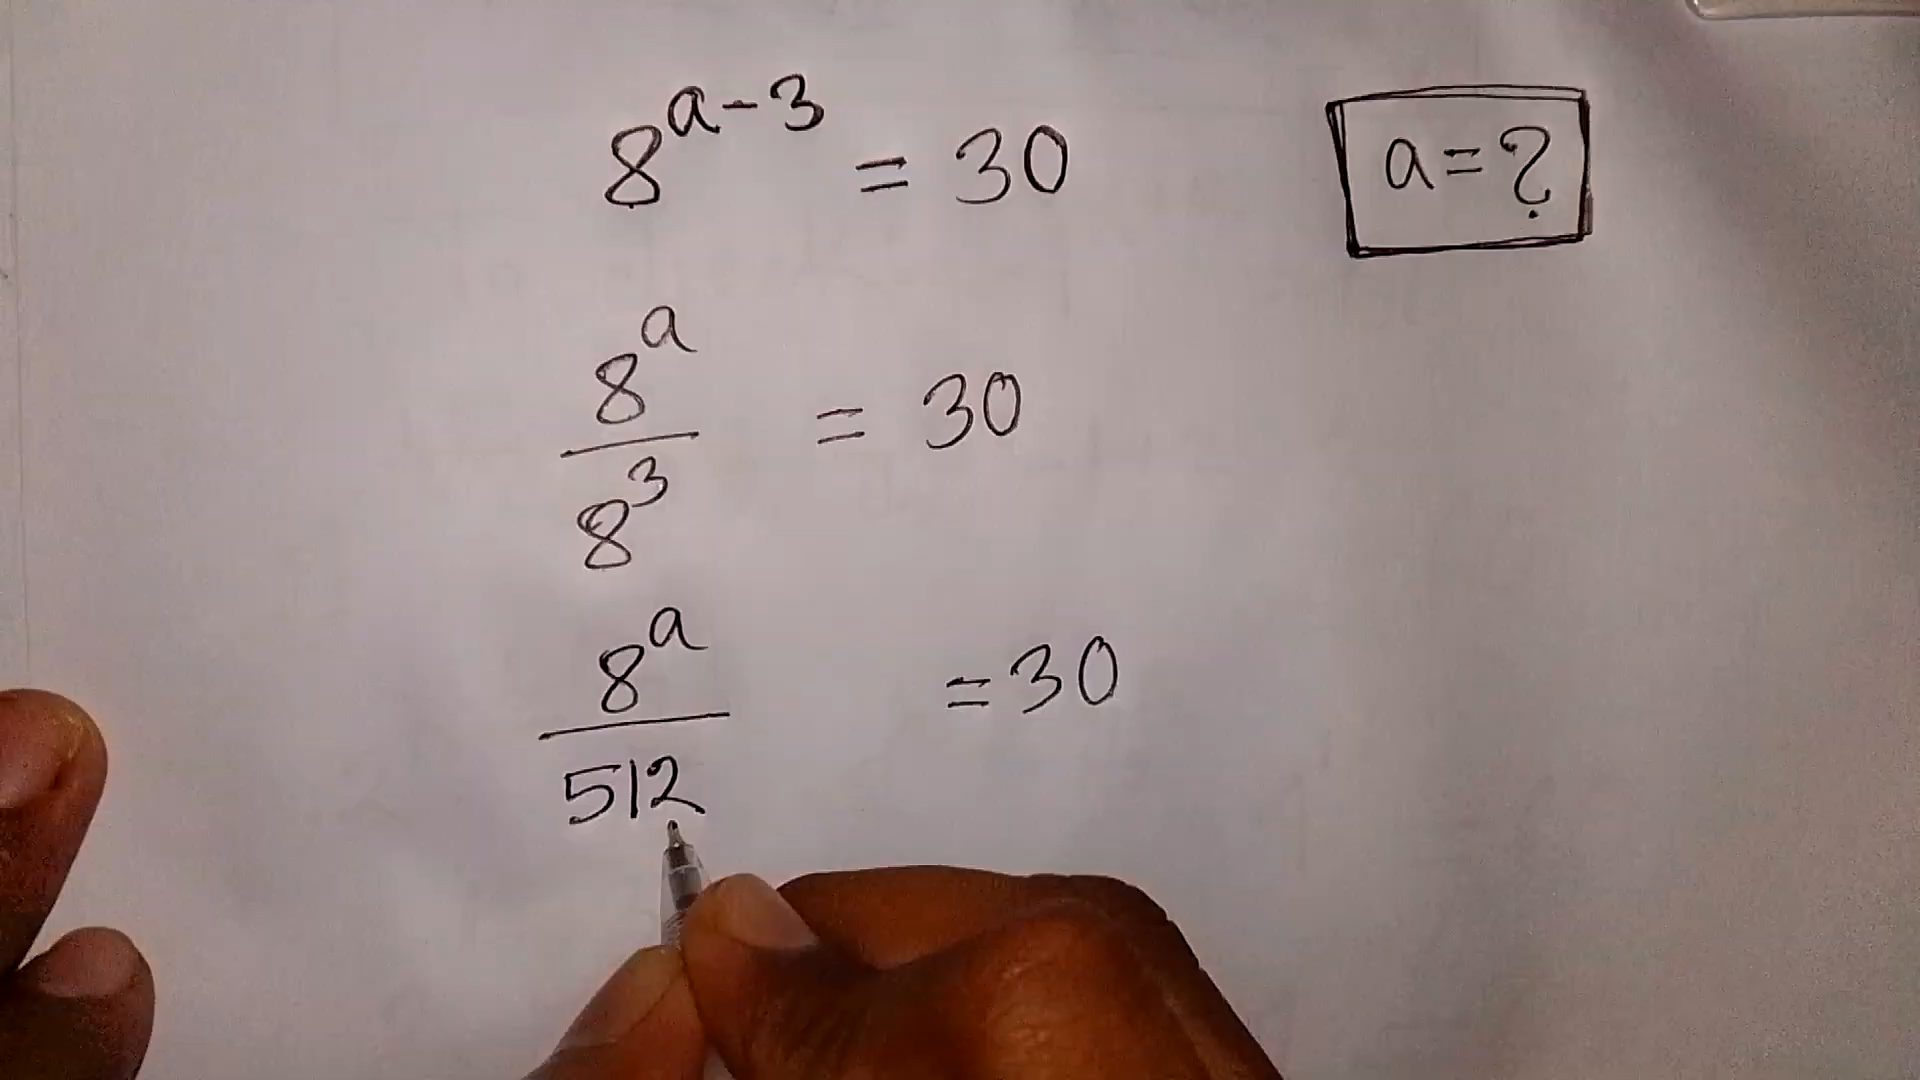 8^{a-3} = 30
a = ?
8^a / 8^3 = 30
8^a / 512 = 30